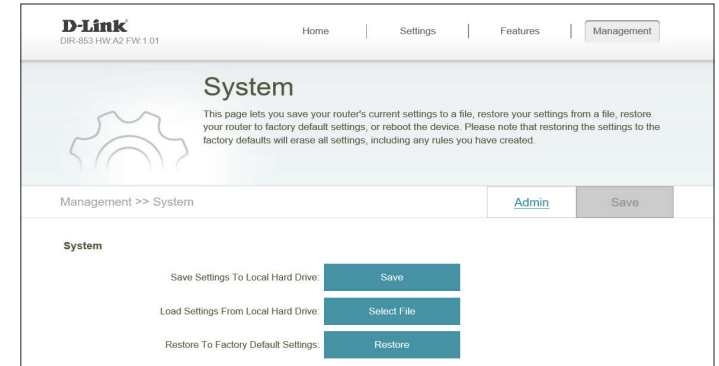 D-Link
DIR-853 HW:A2 FW:1.01
Home
Settings
Features
Management
System
This page lets you save your router's current settings to a file, restore your settings from a file, restore
your router to factory default settings, or reboot the device. Please note that restoring the settings to the
factory defaults will erase all settings, including any rules you have created.
Management >> System
Admin
Save
System
Save Settings To Local Hard Drive:
Save
Load Settings From Local Hard Drive:
Select File
Restore To Factory Default Settings:
Restore